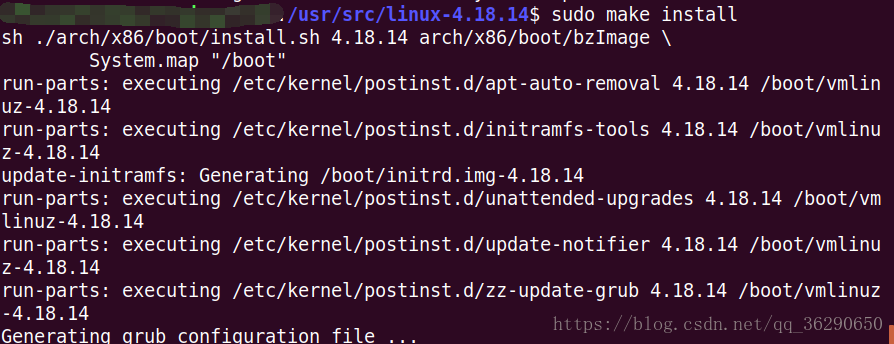 :/usr/src/linux-4.18.14$ sudo make install
sh ./arch/x86/boot/install.sh 4.18.14 arch/x86/boot/bzImage \
        System.map "/boot"
run-parts: executing /etc/kernel/postinst.d/apt-auto-removal 4.18.14 /boot/vmlin
uz-4.18.14
run-parts: executing /etc/kernel/postinst.d/initramfs-tools 4.18.14 /boot/vmlinu
z-4.18.14
update-initramfs: Generating /boot/initrd.img-4.18.14
run-parts: executing /etc/kernel/postinst.d/unattended-upgrades 4.18.14 /boot/vm
linuz-4.18.14
run-parts: executing /etc/kernel/postinst.d/update-notifier 4.18.14 /boot/vmlinu
z-4.18.14
run-parts: executing /etc/kernel/postinst.d/zz-update-grub 4.18.14 /boot/vmlinuz
-4.18.14
Generating grub configuration file ...
https://blog.csdn.net/qq_36290650